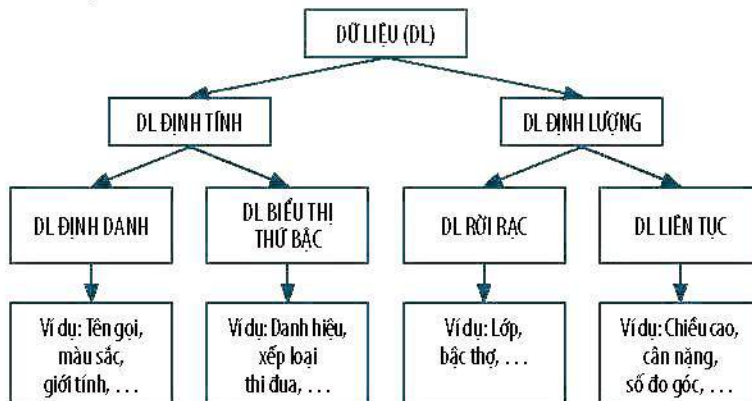 DỮ LIỆU (DL)
DL ĐỊNH TÍNH
DL ĐỊNH LƯỢNG
DL ĐỊNH DANH
DL BIỂU THỊ
THỨ BẬC
DL RỜI RẠC
DL LIÊN TỤC
Ví dụ: Tên gọi,
màu sắc,
giới tính, . . .
Ví dụ: Danh hiệu,
xếp loại
thi đua, . . .
Ví dụ: Lớp,
bậc thợ, . . .
Ví dụ: Chiều cao,
cân nặng,
số đo góc, . . .